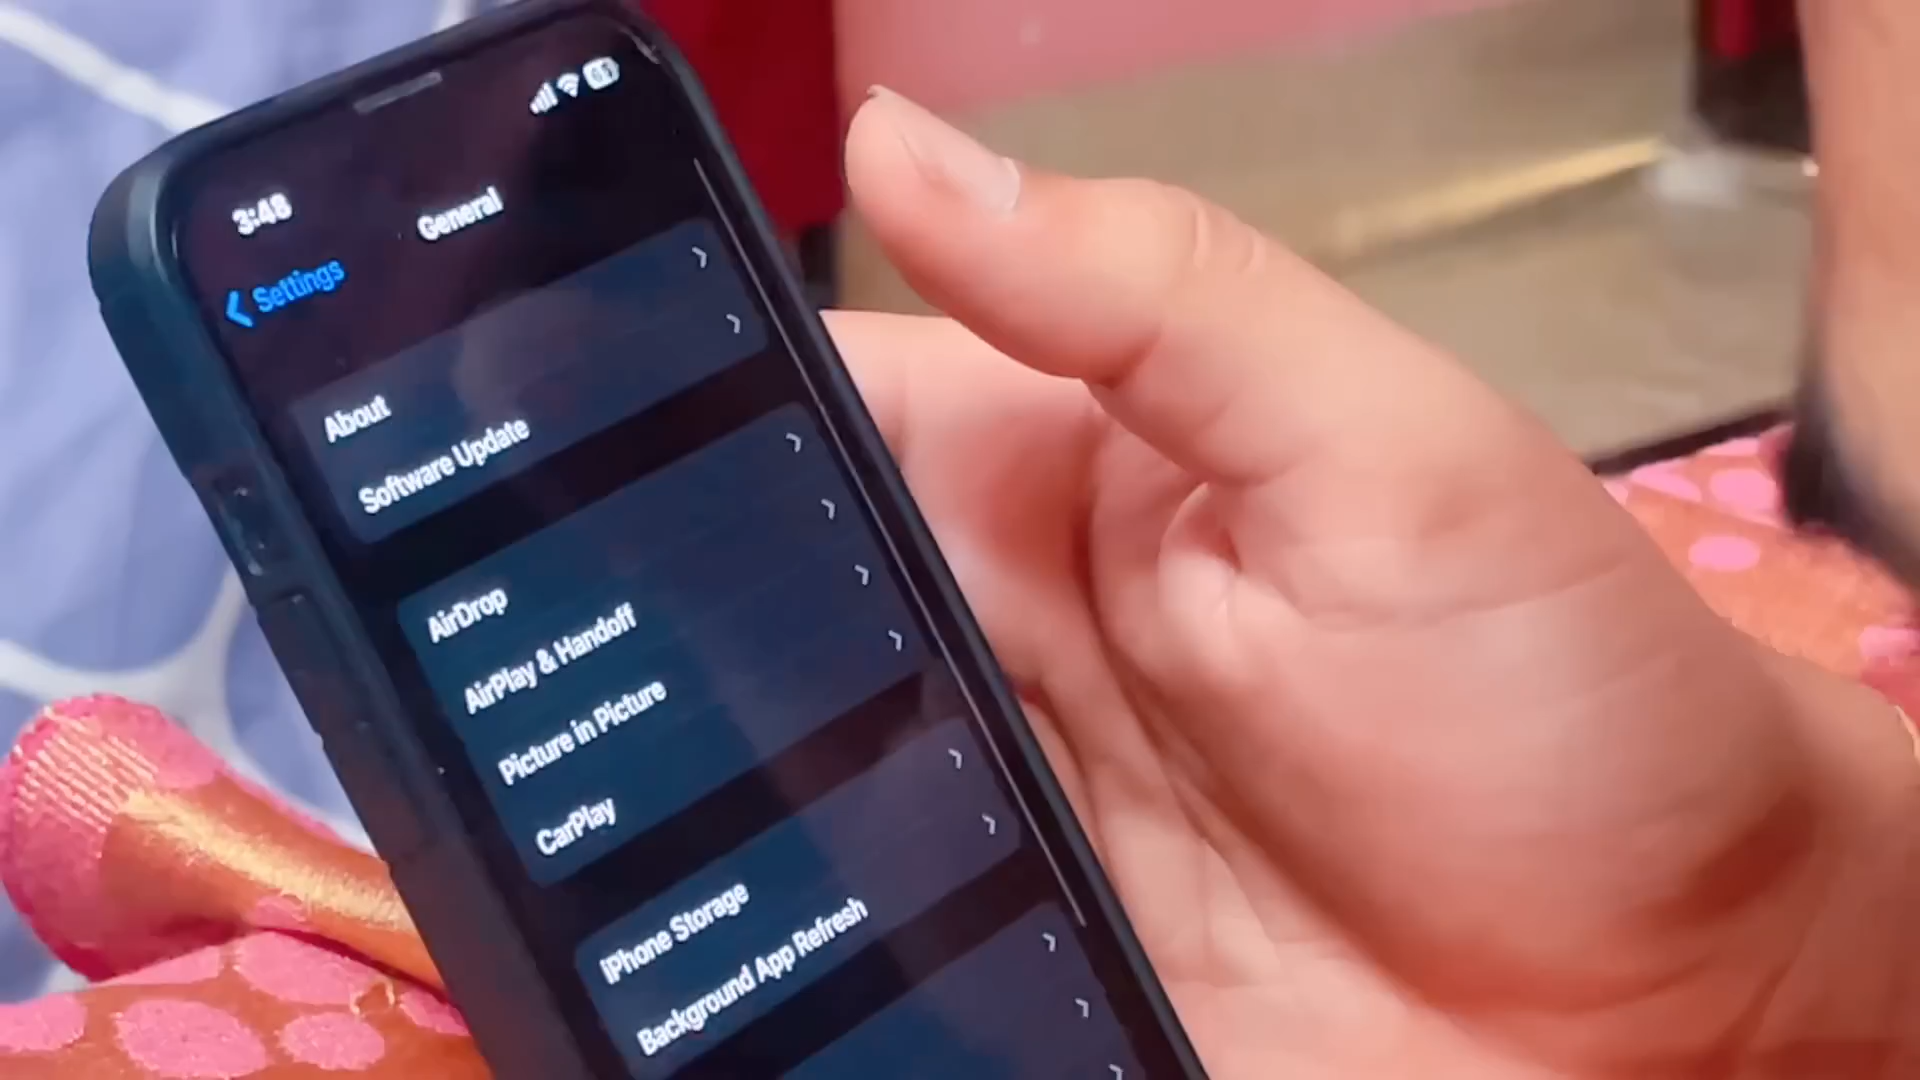 3:48
65
General
Settings
About
Software Update
AirDrop
AirPlay & Handoff
Picture in Picture
CarPlay
iPhone Storage
Background App Refresh